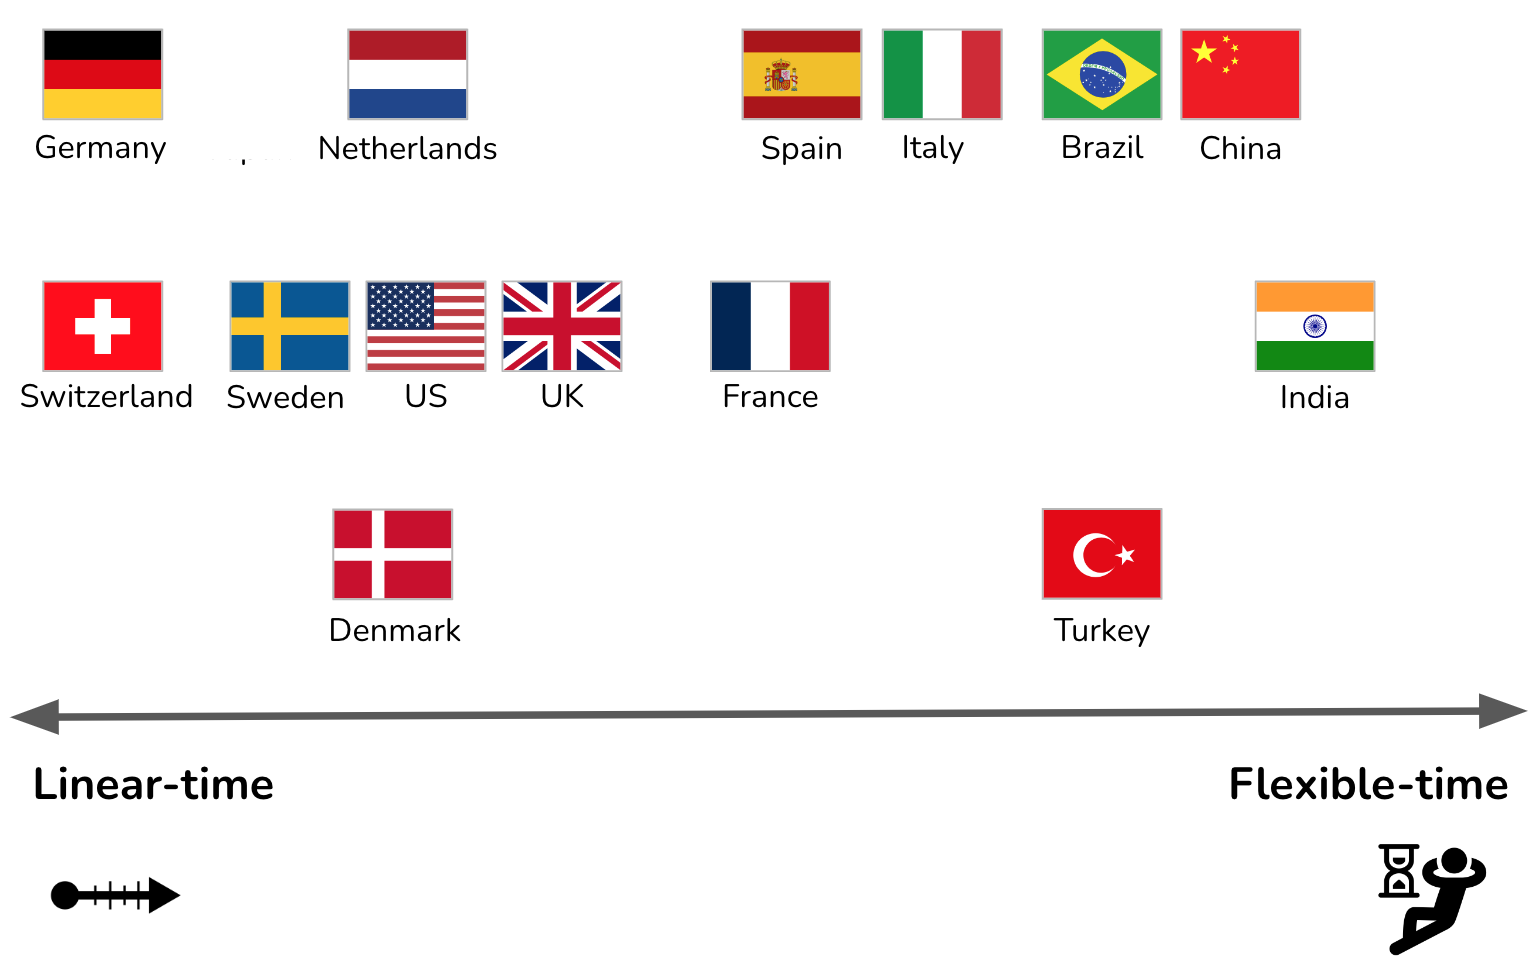 Germany
Netherlands
Spain
Italy
Brazil
China
Switzerland
Sweden
US
UK
France
India
Denmark
Turkey
Linear-time
Flexible-time